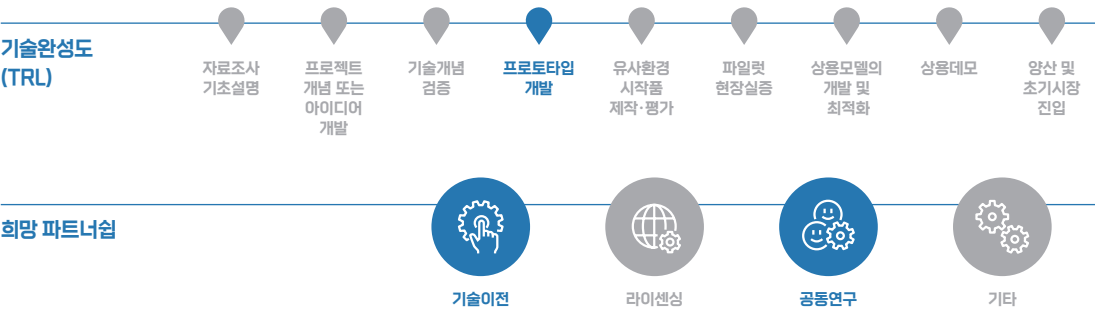 기술완성도
(TRL)
자료조사
기초설명
프로젝트
개념 또는
아이디어
개발
기술개념
검증
프로토타입
개발
유사환경
시작품
제작·평가
파일럿
현장실증
상용모델의
개발 및
최적화
상용데모
양산 및
초기시장
진입
희망 파트너쉽
기술이전
라이센싱
공동연구
기타